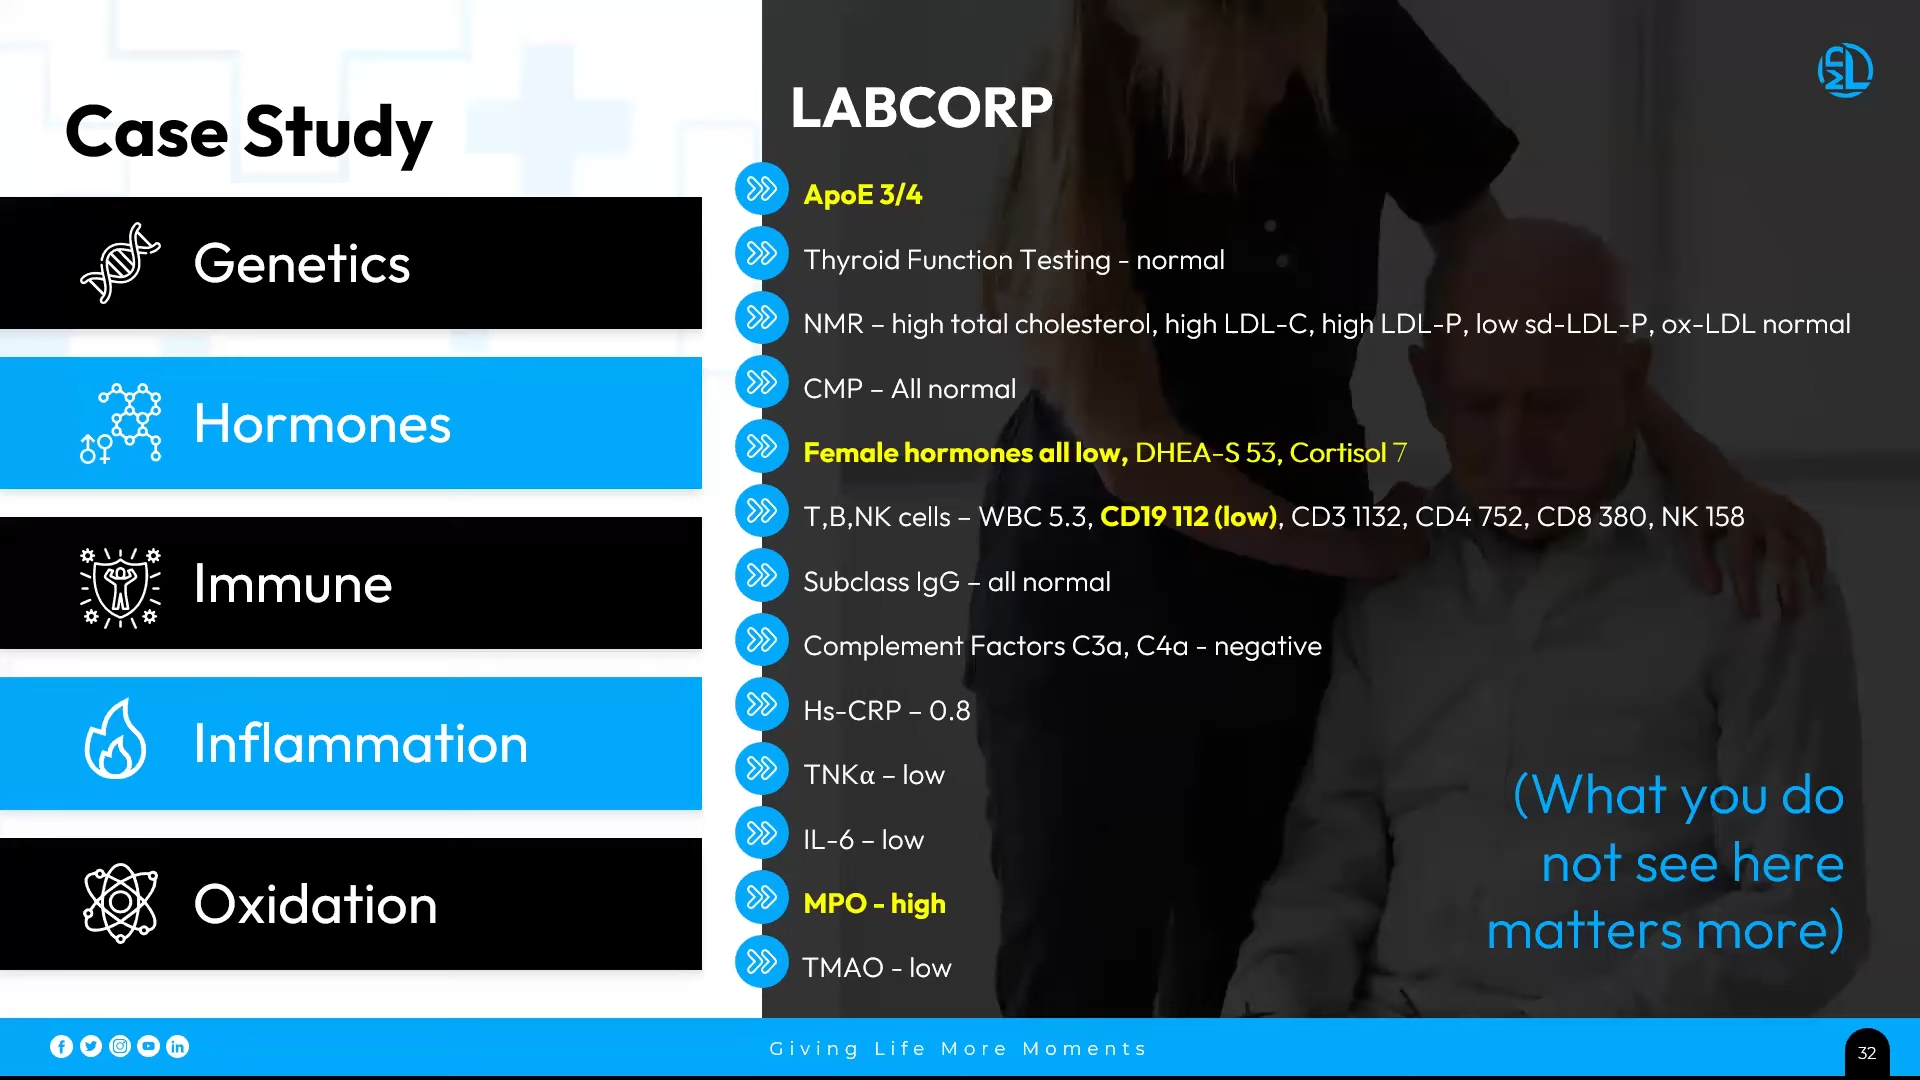 Case Study
Genetics
Hormones
Immune
Inflammation
Oxidation
LABCORP
ApoE 3/4
Thyroid Function Testing - normal
NMR – high total cholesterol, high LDL-C, high LDL-P, low sd-LDL-P, ox-LDL normal
CMP – All normal
Female hormones all low, DHEA-S 53, Cortisol 7
T,B,NK cells – WBC 5.3, CD19 112 (low), CD3 1132, CD4 752, CD8 380, NK 158
Subclass IgG – all normal
Complement Factors C3a, C4a - negative
Hs-CRP – 0.8
TNKα – low
IL-6 – low
MPO - high
TMAO - low
(What you do
not see here
matters more)
Giving Life More Moments
32